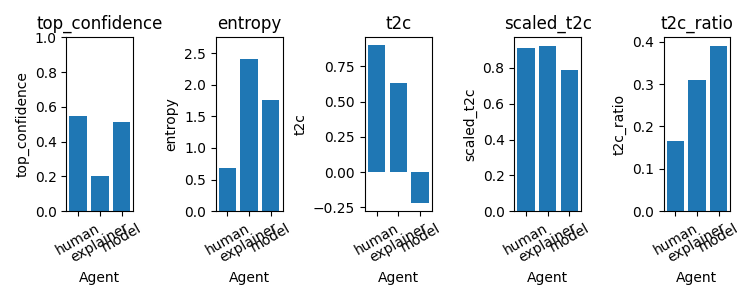 top_confidence
entropy
t2c
scaled_t2c
t2c_ratio
top_confidence
1.0
0.8
0.6
0.4
0.2
0.0
human
explainer
model
Agent
entropy
2.5
2.0
1.5
1.0
0.5
0.0
human
explainer
model
Agent
t2c
0.75
0.50
0.25
0.00
−0.25
human
explainer
model
Agent
scaled_t2c
0.8
0.6
0.4
0.2
0.0
human
explainer
model
Agent
t2c_ratio
0.4
0.3
0.2
0.1
0.0
human
explainer
model
Agent